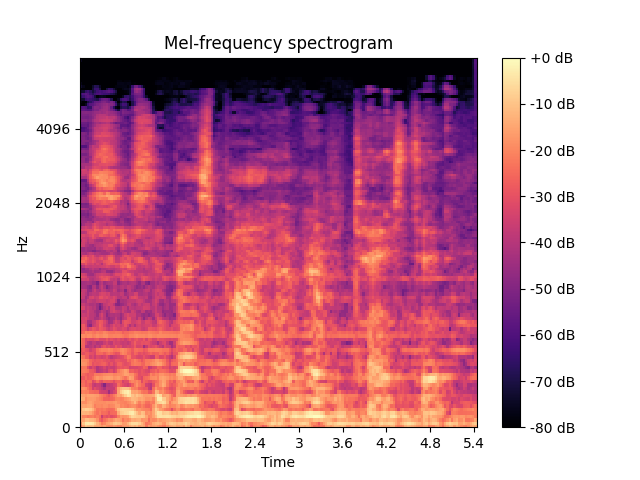 Mel-frequency spectrogram
+0 dB
-10 dB
-20 dB
-30 dB
-40 dB
-50 dB
-60 dB
-70 dB
-80 dB
Hz
4096
2048
1024
512
0
0 0.6 1.2 1.8 2.4 3 3.6 4.2 4.8 5.4
Time